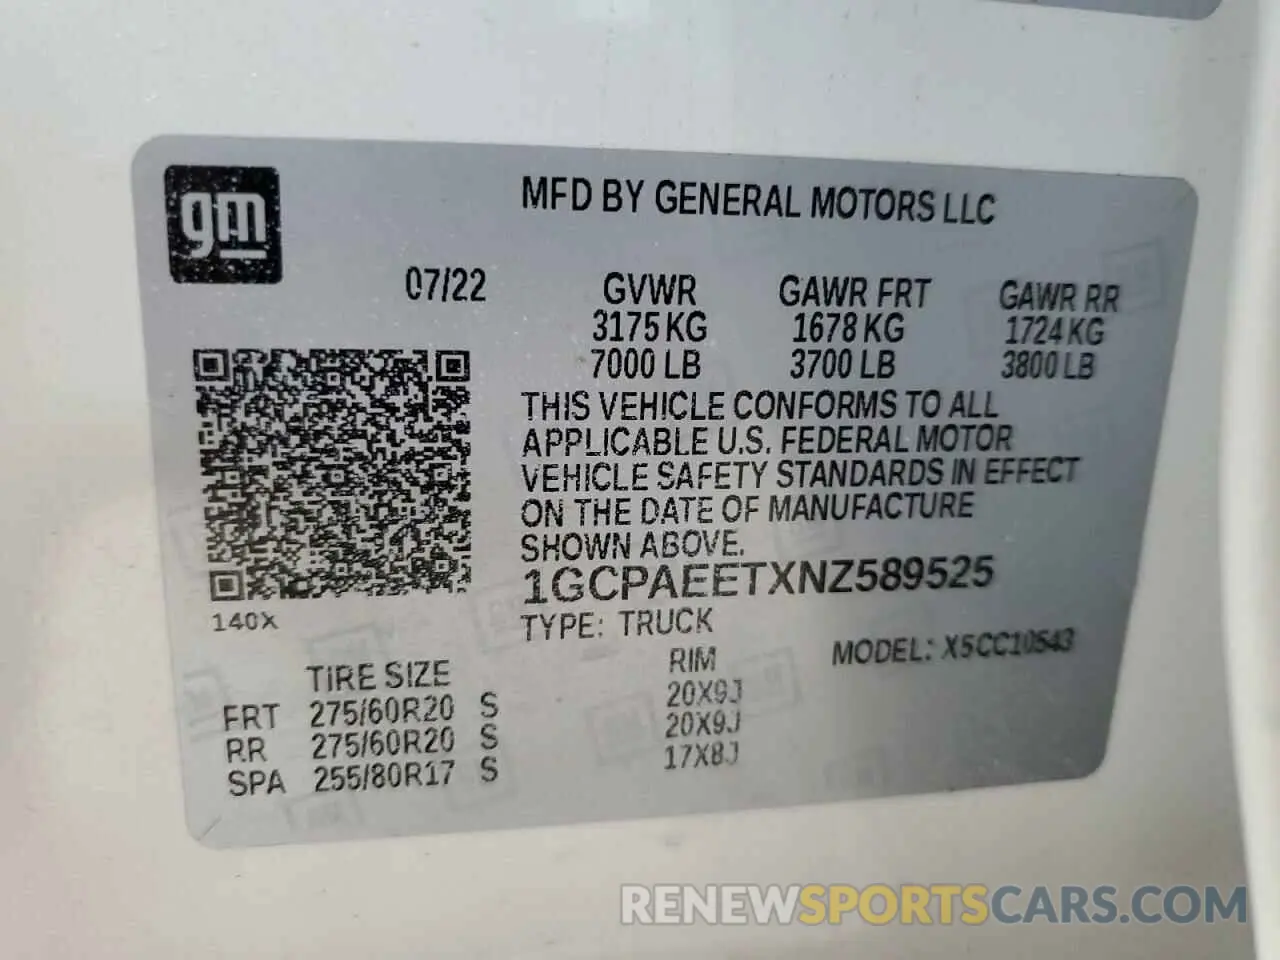 gm
MFD BY GENERAL MOTORS LLC
07/22
GVWR GAWR FRT GAWR RR
3175 KG 1678 KG 1724 KG
7000 LB 3700 LB 3800 LB
THIS VEHICLE CONFORMS TO ALL
APPLICABLE U.S. FEDERAL MOTOR
VEHICLE SAFETY STANDARDS IN EFFECT
ON THE DATE OF MANUFACTURE
SHOWN ABOVE.
1GCPAEETXNZ589525
140X
TYPE: TRUCK
MODEL: X5CC10543
TIRE SIZE RIM
FRT 275/60R20 S 20X9J
RR 275/60R20 S 20X9J
SPA 255/80R17 S 17X8J
RENEWSPORTSCARS.COM